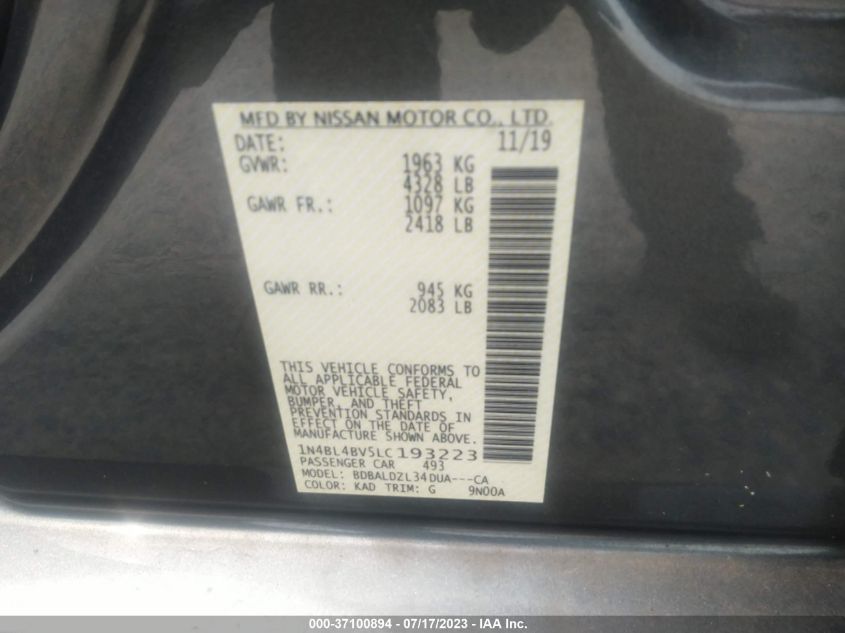 MFD BY NISSAN MOTOR CO., LTD.
DATE: 11/19
GVWR: 1963 KG
4328 LB
GAWR FR.: 1097 KG
2418 LB
GAWR RR.: 945 KG
2083 LB
THIS VEHICLE CONFORMS TO
ALL APPLICABLE FEDERAL
MOTOR VEHICLE SAFETY,
BUMPER, AND THEFT
PREVENTION STANDARDS IN
EFFECT ON THE DATE OF
MANUFACTURE SHOWN ABOVE.
1N4BL4BV5LC193223
PASSENGER CAR 493
MODEL: BDBALDZL34DUA---CA
COLOR: KAD TRIM: G 9N00A
000-37100894 - 07/17/2023 - IAA Inc.